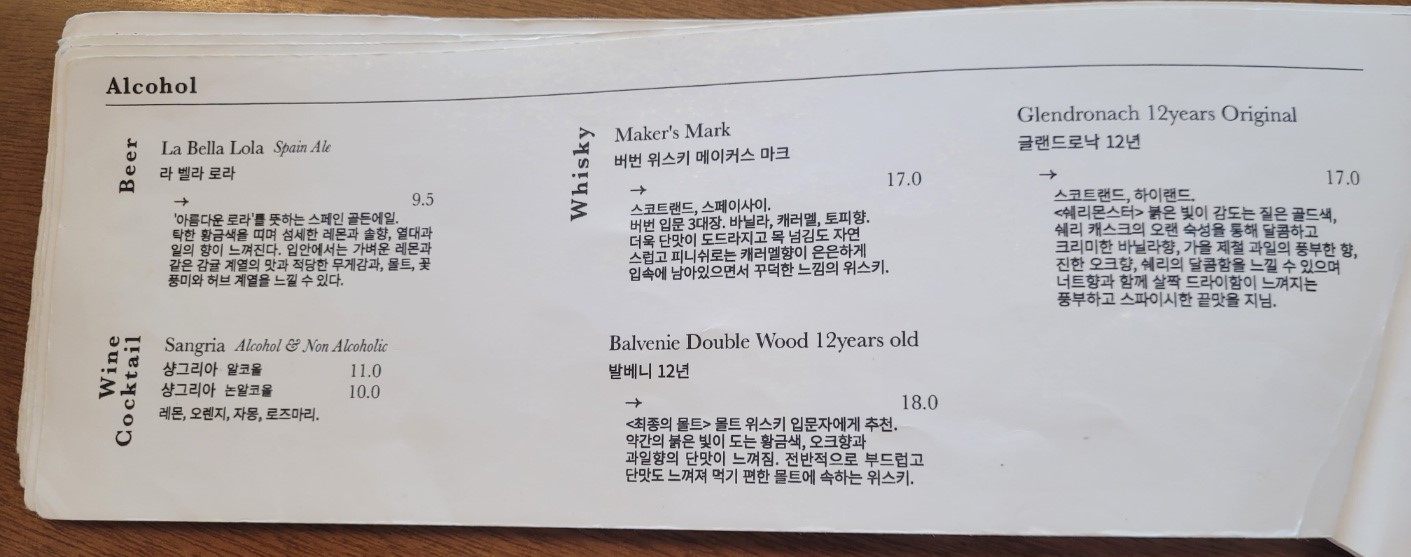 Alcohol
Beer
La Bella Lola Spain Ale
라 벨라 로라
→ 9.5
'아름다운 로라'를 뜻하는 스페인 골든에일.
탁한 황금색을 띠며 섬세한 레몬과 솔향, 열대과
일의 향이 느껴진다. 입안에서는 가벼운 레몬과
같은 감귤 계열의 맛과 적당한 무게감과, 몰트, 꽃
풍미와 허브 계열을 느낄 수 있다.
Wine
Cocktail
Sangria Alcohol & Non Alcoholic
샹그리아 알코올 11.0
샹그리아 논알코올 10.0
레몬, 오렌지, 자몽, 로즈마리.
Whisky
Maker's Mark
버번 위스키 메이커스 마크
→ 17.0
스코트랜드, 스페이사이.
버번 입문 3대장. 바닐라, 캐러멜, 토피향.
더욱 단맛이 도드라지고 목 넘김도 자연
스럽고 피니쉬로는 캐러멜향이 은은하게
입속에 남아있으면서 꾸덕한 느낌의 위스키.
Balvenie Double Wood 12years old
발베니 12년
→ 18.0
<최종의 몰트> 몰트 위스키 입문자에게 추천.
약간의 붉은 빛이 도는 황금색, 오크향과
과일향의 단맛이 느껴짐. 전반적으로 부드럽고
단맛도 느껴져 먹기 편한 몰트에 속하는 위스키.
Glendronach 12years Original
글랜드로낙 12년
→ 17.0
스코트랜드, 하이랜드.
<쉐리몬스터> 붉은 빛이 감도는 짙은 골드색,
쉐리 캐스크의 오랜 숙성을 통해 달콤하고
크리미한 바닐라향, 가을 제철 과일의 풍부한 향,
진한 오크향, 쉐리의 달콤함을 느낄 수 있으며
너트향과 함께 살짝 드라이함이 느껴지는
풍부하고 스파이시한 끝맛을 지님.